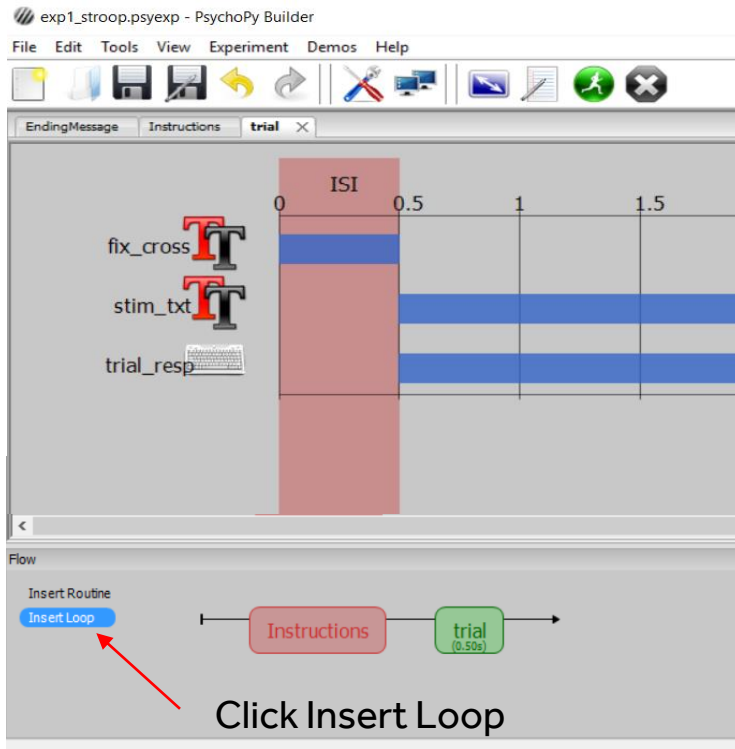 exp1_stroop.psyexp - PsychoPy Builder
File Edit Tools View Experiment Demos Help
EndingMessage Instructions trial
ISI
0 0.5 1 1.5
fix_cross
stim_txt
trial_resp
Flow
Insert Routine
Insert Loop
Instructions trial
(0.50s)
Click Insert Loop